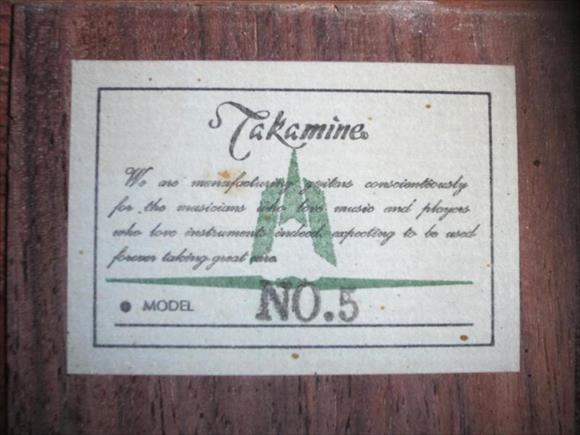 Takamine
We are manufacturing guitars conscientiously
for the musicians who love music and players
who love instruments indeed, expecting to be used
forever taking great care.
MODEL NO.5